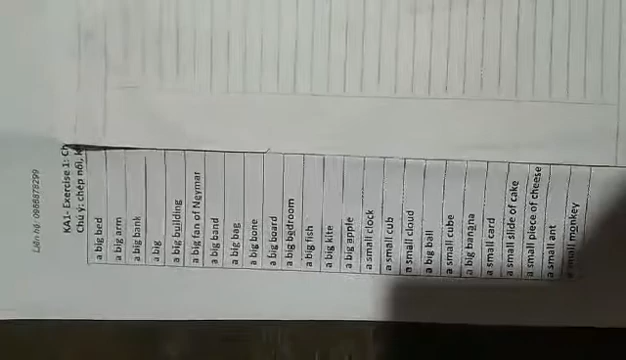 Liên hệ: 0986878299
KA1- Exercise 1: Ch
Chú ý: chép nối, k
a big bed
a big arm
a big bank
a big
a big building
a big fan of Neymar
a big band
a big bag
a big bone
a big board
a big bedroom
a big fish
a big kite
a big apple
a small clock
a small cub
a small cloud
a big ball
a small cube
a big banana
a small card
a small slide of cake
a small piece of cheese
a small ant
a small monkey